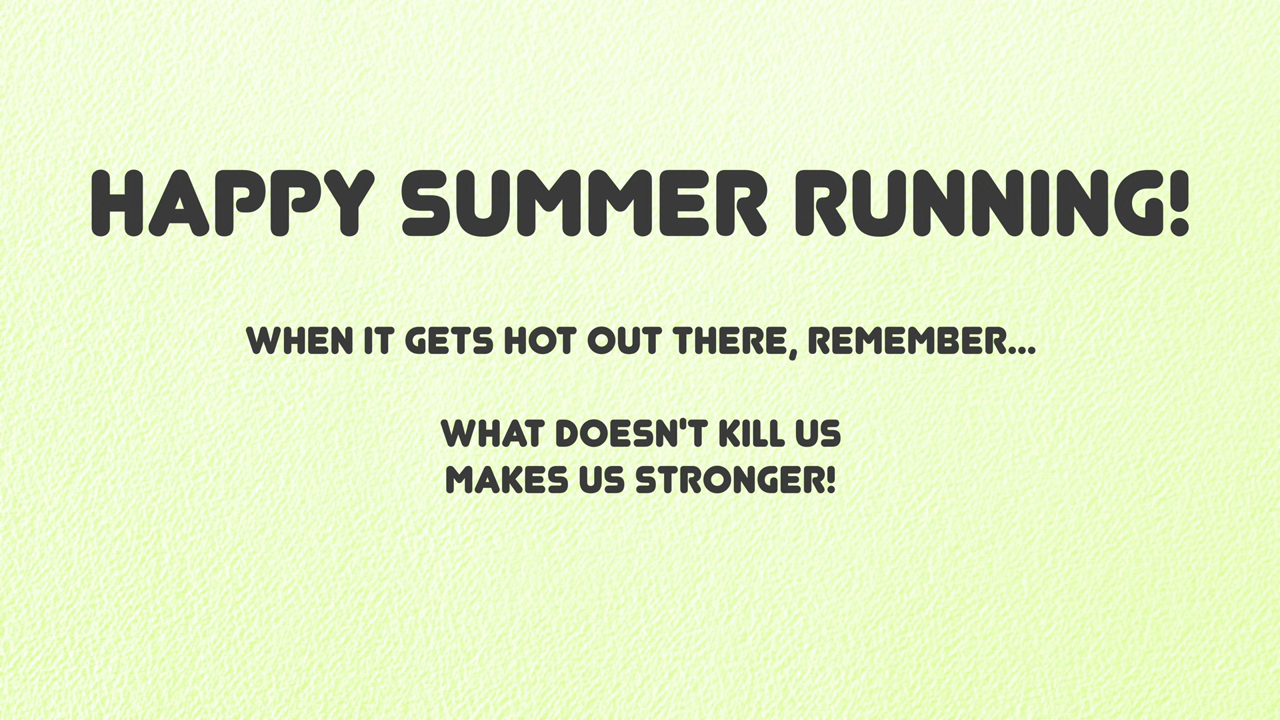 HAPPY SUMMER RUNNING!
WHEN IT GETS HOT OUT THERE, REMEMBER...
WHAT DOESN'T KILL US
MAKES US STRONGER!